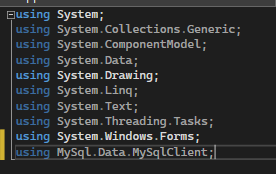 using System;
using System.Collections.Generic;
using System.ComponentModel;
using System.Data;
using System.Drawing;
using System.Linq;
using System.Text;
using System.Threading.Tasks;
using System.Windows.Forms;
using MySql.Data.MySqlClient;